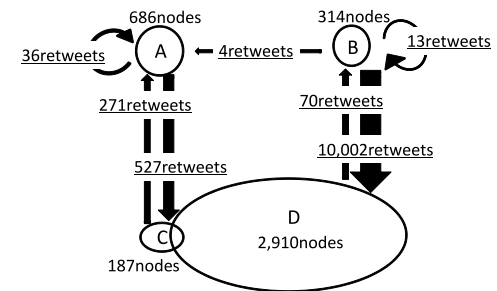 686nodes
314nodes
36retweets
A
4retweets
B
13retweets
271retweets
70retweets
527retweets
10,002retweets
C
D
2,910nodes
187nodes